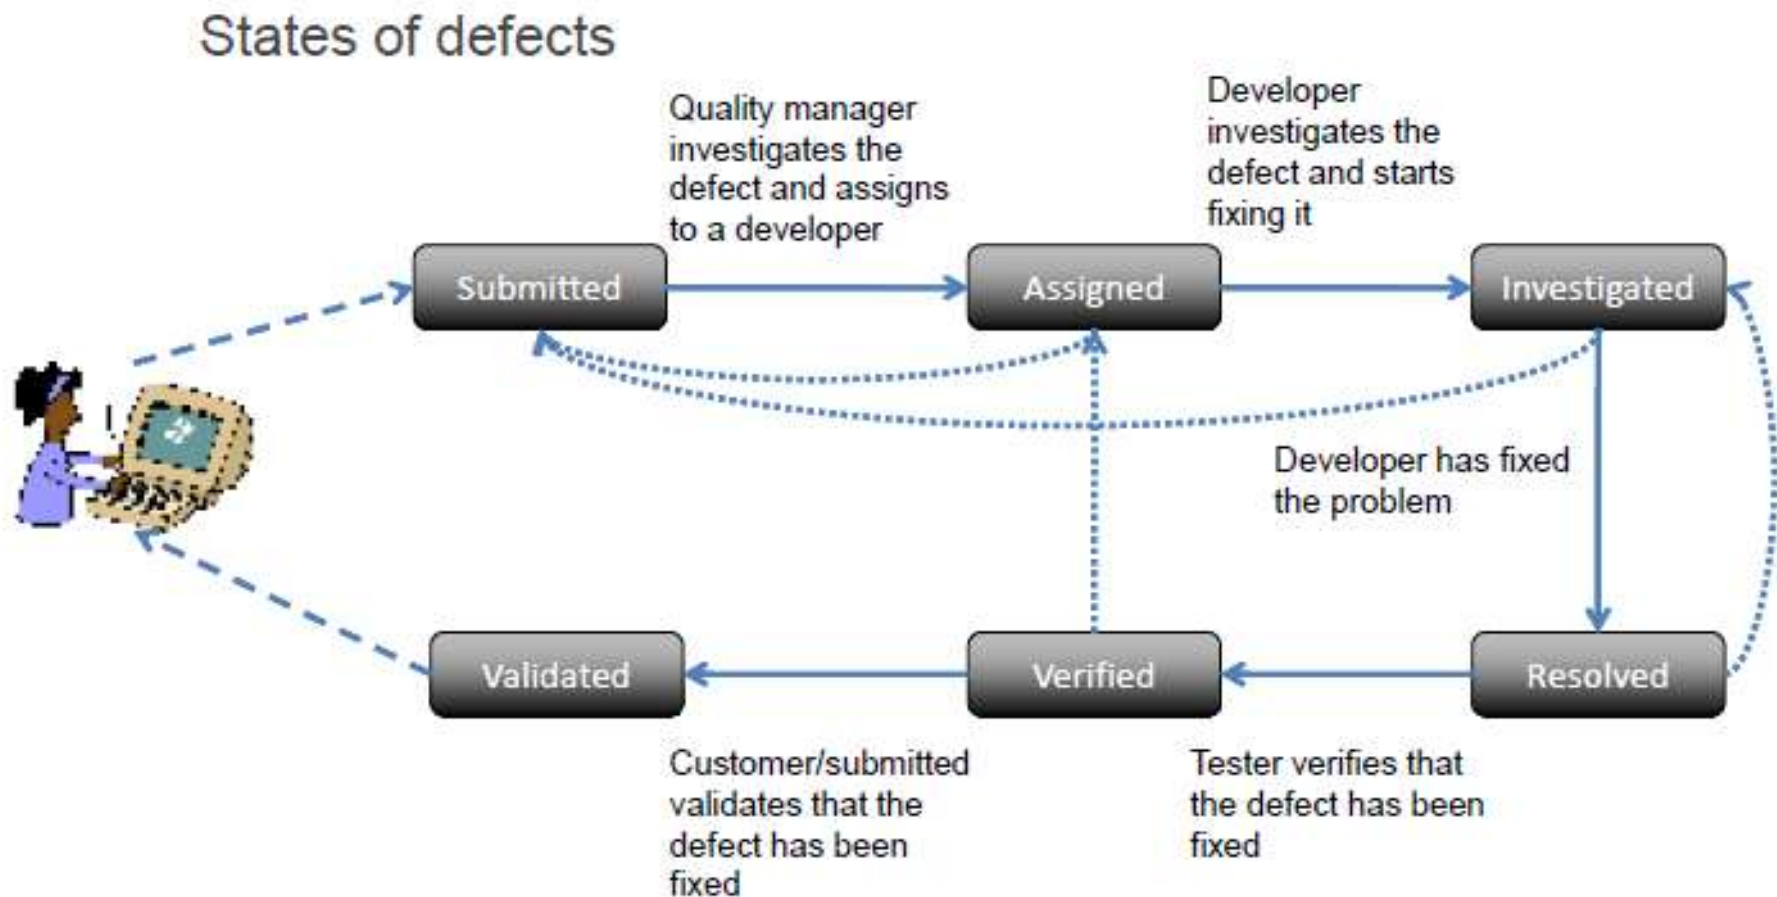 States of defects
Quality manager
investigates the
defect and assigns
to a developer
Developer
investigates the
defect and starts
fixing it
Submitted
Assigned
Investigated
Developer has fixed
the problem
Validated
Verified
Resolved
Customer/submitted
validates that the
defect has been
fixed
Tester verifies that
the defect has been
fixed